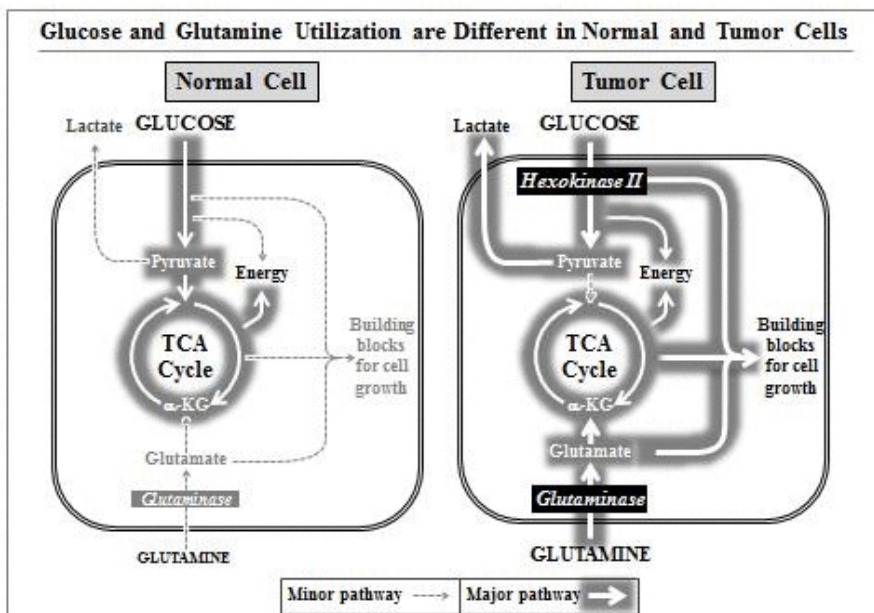 Glucose and Glutamine Utilization are Different in Normal and Tumor Cells
Normal Cell
Lactate
GLUCOSE
Pyruvate
Energy
TCA
Cycle
Building
blocks
for cell
growth
α-KG
Glutamate
Glutaminase
GLUTAMINE
Tumor Cell
Lactate
GLUCOSE
Hexokinase II
Pyruvate
Energy
TCA
Cycle
Building
blocks
for cell
growth
α-KG
Glutamate
Glutaminase
GLUTAMINE
Minor pathway
Major pathway